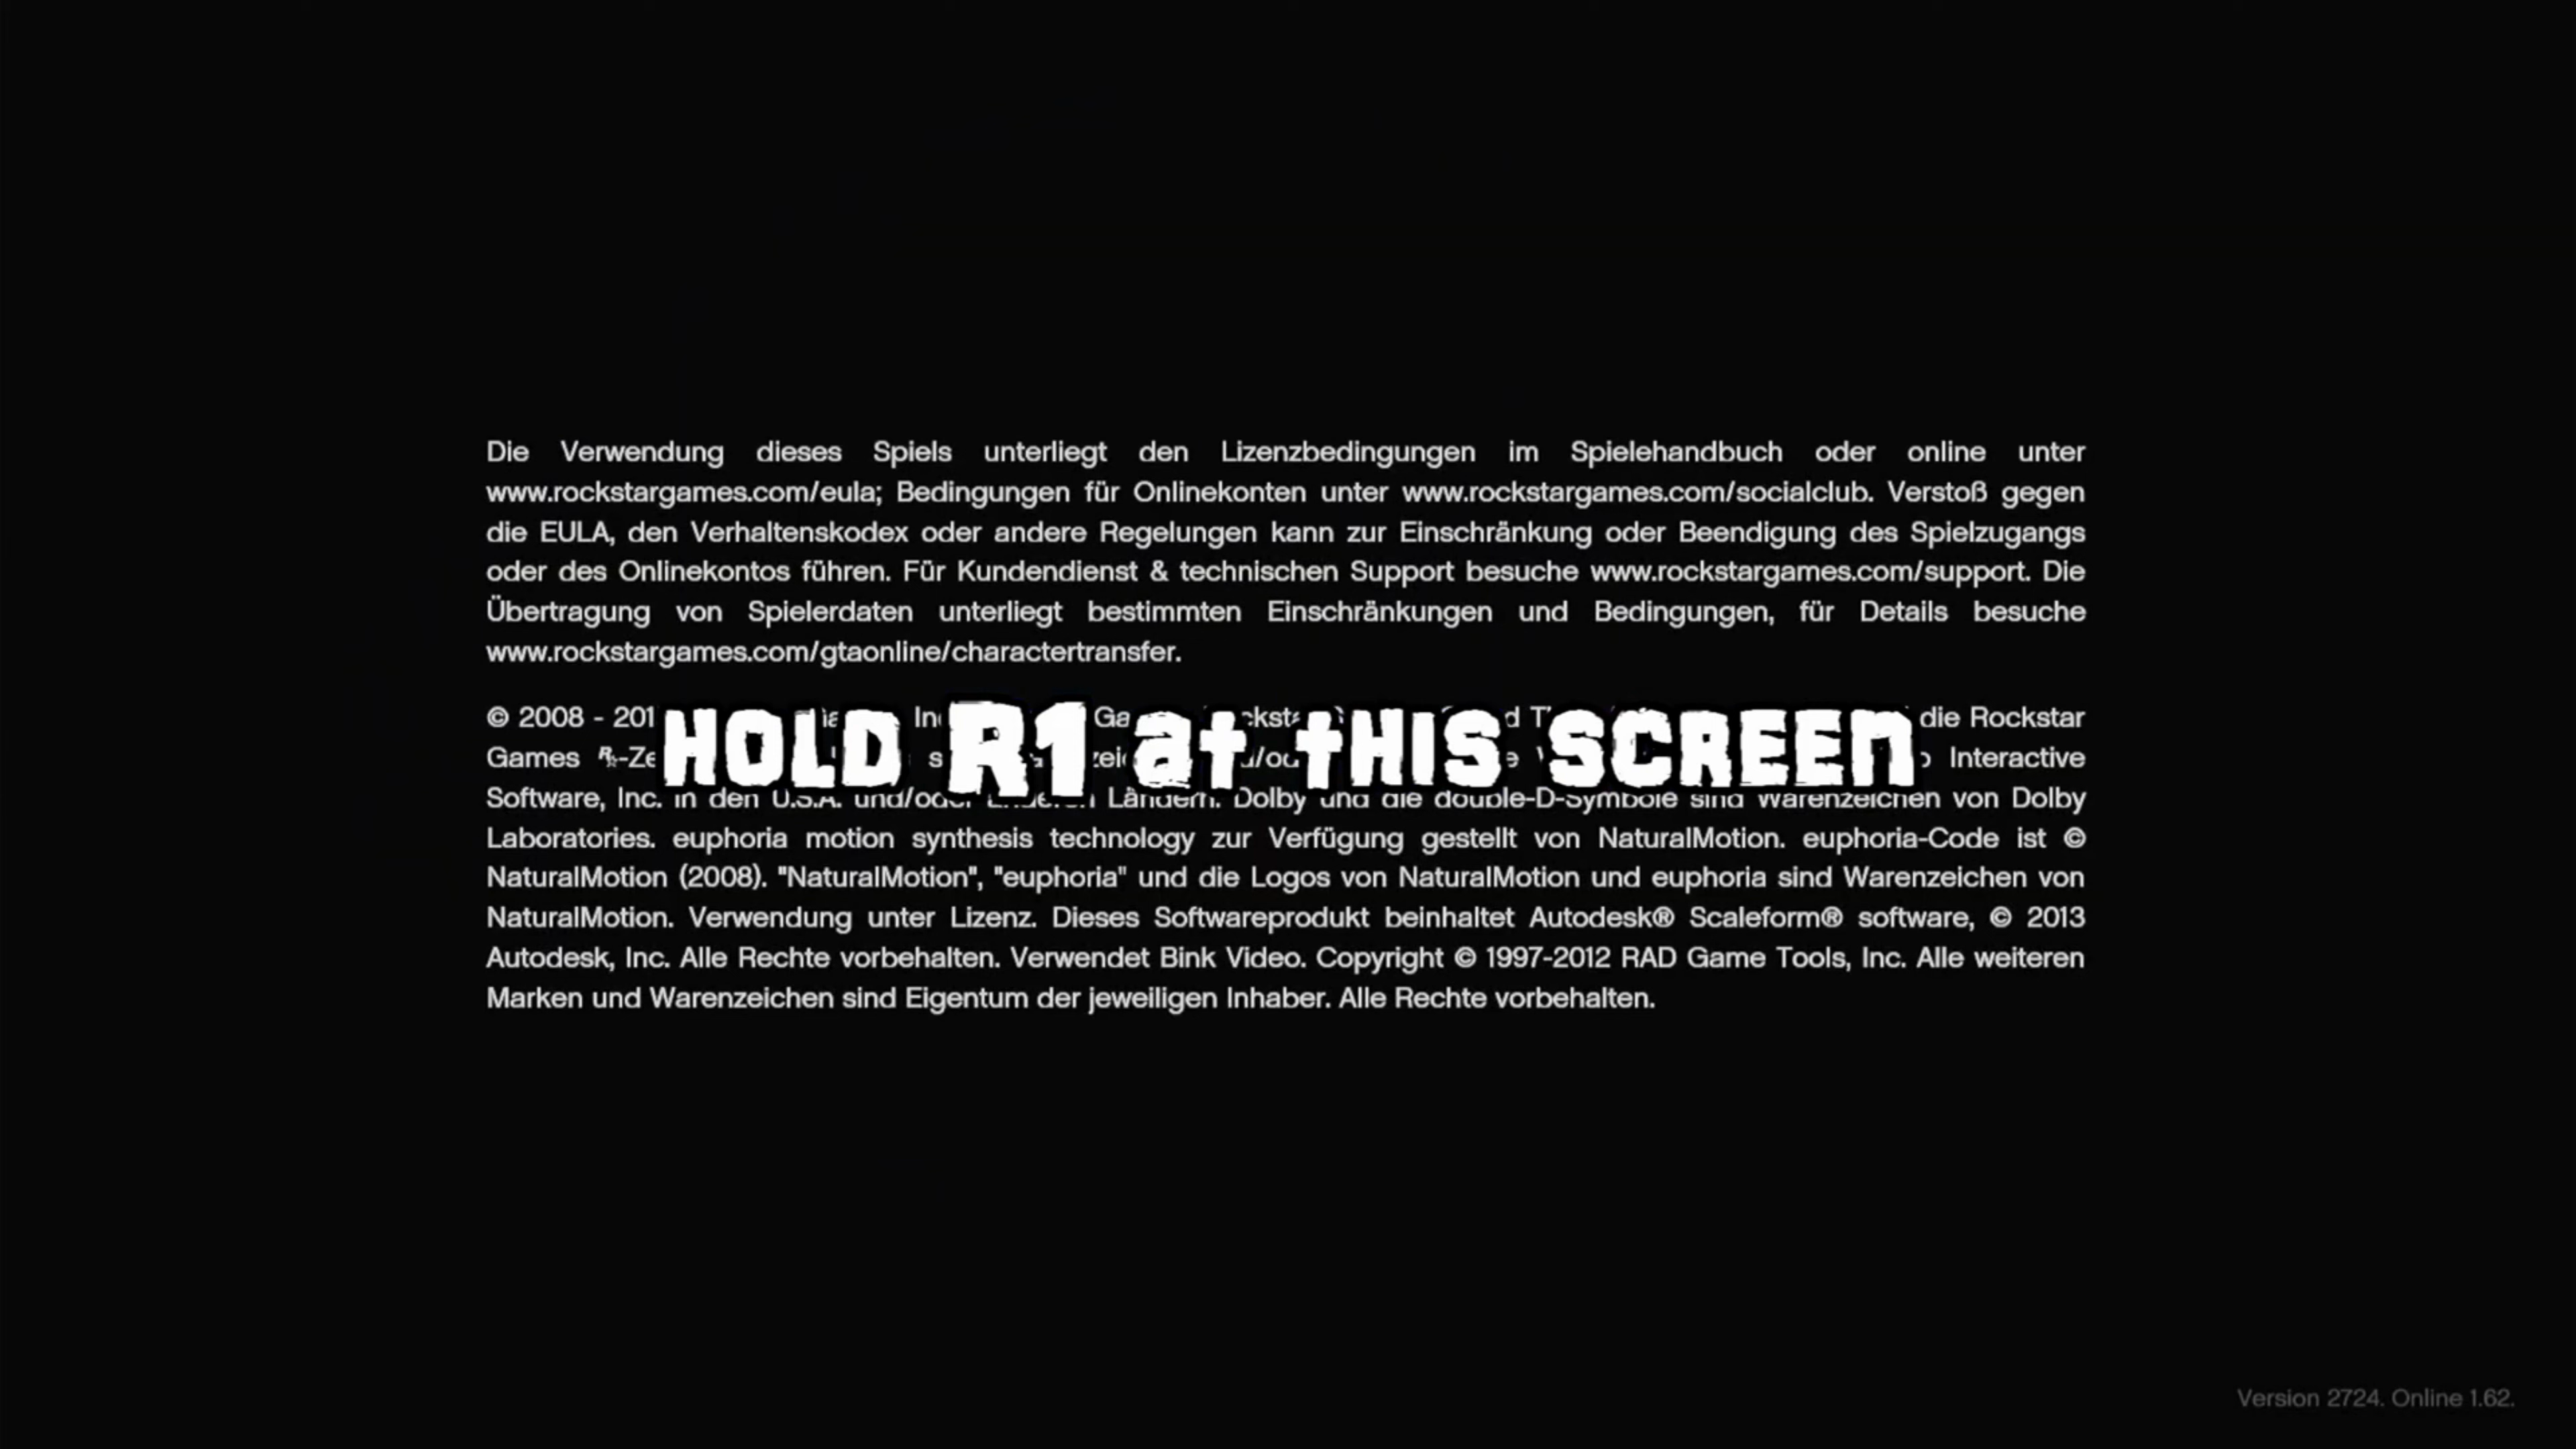 Die Verwendung dieses Spiels unterliegt den Lizenzbedingungen im Spielehandbuch oder online unter
www.rockstargames.com/eula; Bedingungen für Onlinekonten unter www.rockstargames.com/socialclub. Verstoß gegen
die EULA, den Verhaltenskodex oder andere Regelungen kann zur Einschränkung oder Beendigung des Spielzugangs
oder des Onlinekontos führen. Für Kundendienst & technischen Support besuche www.rockstargames.com/support. Die
Übertragung von Spielerdaten unterliegt bestimmten Einschränkungen und Bedingungen, für Details besuche
www.rockstargames.com/gtaonline/charactertransfer.
© 2008 - die Rockstar
HOLD R1 at tHIS SCREEn
Games Interactive
Software, Inc. in den U.S.A. und/oder anderen Ländern. Dolby und die double-D-Symbole sind Warenzeichen von Dolby
Laboratories. euphoria motion synthesis technology zur Verfügung gestellt von NaturalMotion. euphoria-Code ist ©
NaturalMotion (2008). "NaturalMotion", "euphoria" und die Logos von NaturalMotion und euphoria sind Warenzeichen von
NaturalMotion. Verwendung unter Lizenz. Dieses Softwareprodukt beinhaltet Autodesk® Scaleform® software, © 2013
Autodesk, Inc. Alle Rechte vorbehalten. Verwendet Bink Video. Copyright © 1997-2012 RAD Game Tools, Inc. Alle weiteren
Marken und Warenzeichen sind Eigentum der jeweiligen Inhaber. Alle Rechte vorbehalten.
Version 2724. Online 1.62.